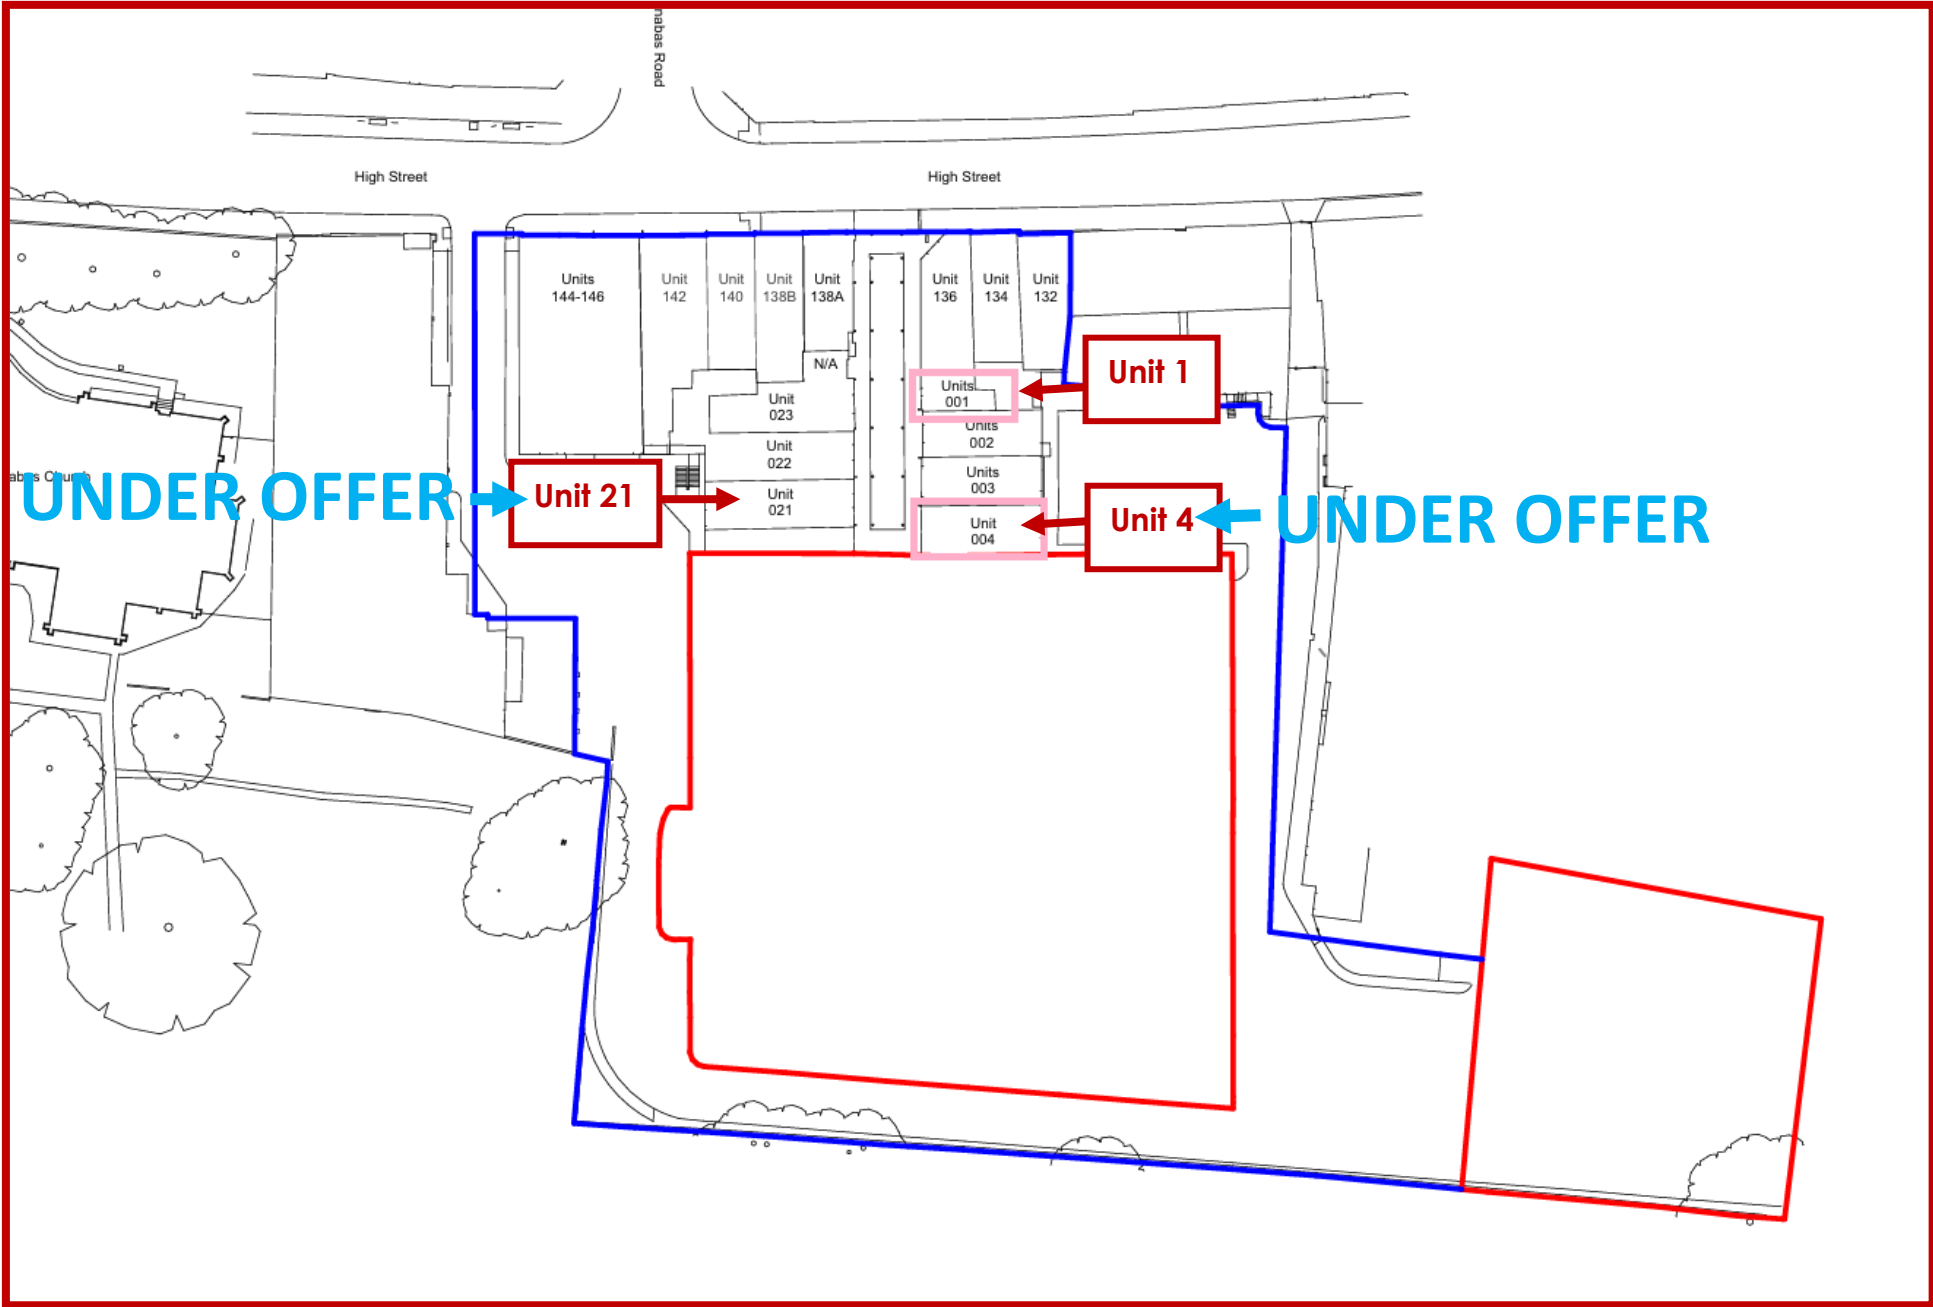 nabas Road
High Street
High Street
Units
144-146
Unit
142
Unit
140
Unit
138B
Unit
138A
Unit
136
Unit
134
Unit
132
N/A
Unit 1
Units
001
Unit
023
Units
002
Unit
022
Units
003
abas Church
UNDER OFFER
Unit 21
Unit
021
Unit
004
Unit 4
UNDER OFFER